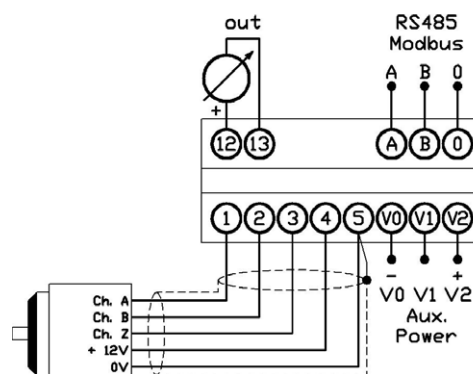 out
RS485
Modbus
A B 0
+
12 13 A B 0
1 2 3 4 5 V0 V1 V2
- +
V0 V1 V2
Aux.
Power
Ch. A
Ch. B
Ch. Z
+ 12V
0V